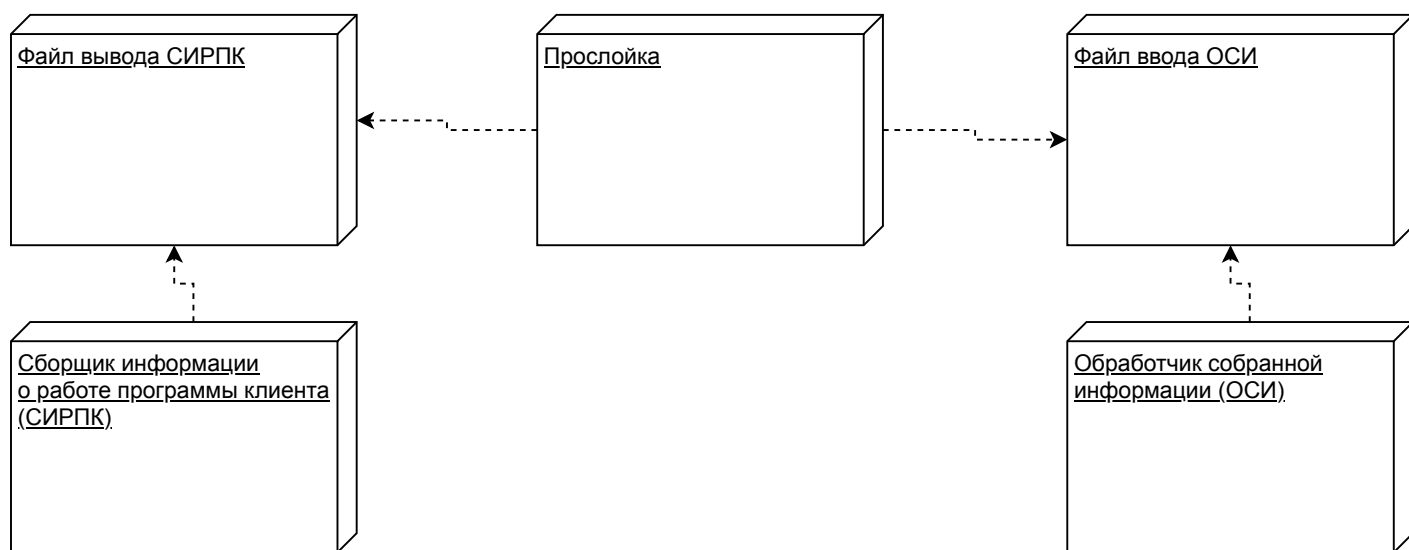 Файл вывода СИРПК
Прослойка
Файл ввода ОСИ
Сборщик информации
о работе программы клиента
(СИРПК)
Обработчик собранной
информации (ОСИ)